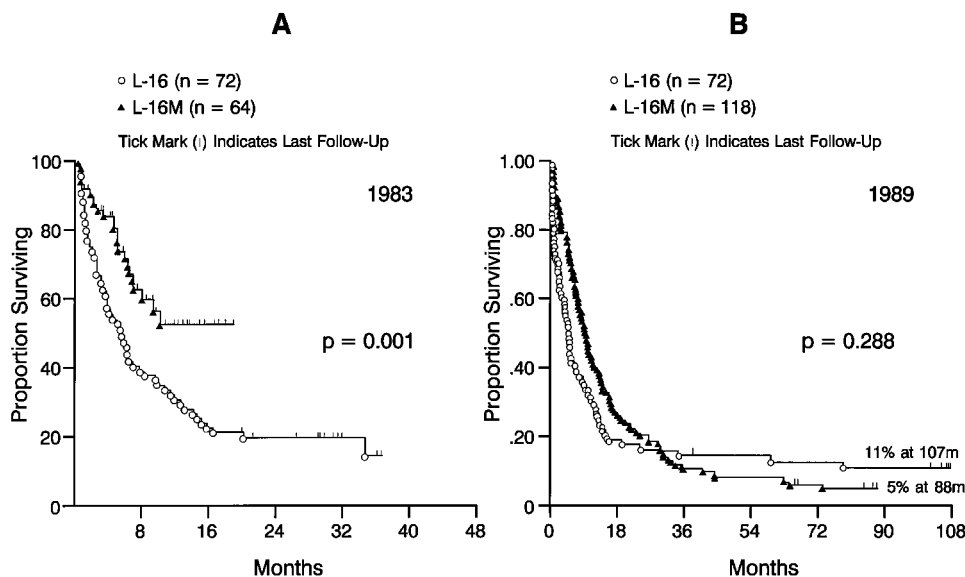 A
L-16 (n = 72)
L-16M (n = 64)
Tick Mark (ı) Indicates Last Follow-Up
1983
p = 0.001
Proportion Surviving
100
80
60
40
20
0
8 16 24 32 40 48
Months
B
L-16 (n = 72)
L-16M (n = 118)
Tick Mark (ı) Indicates Last Follow-Up
1989
p = 0.288
11% at 107m
5% at 88m
Proportion Surviving
1.00
.80
.60
.40
.20
0
0 18 36 54 72 90 108
Months